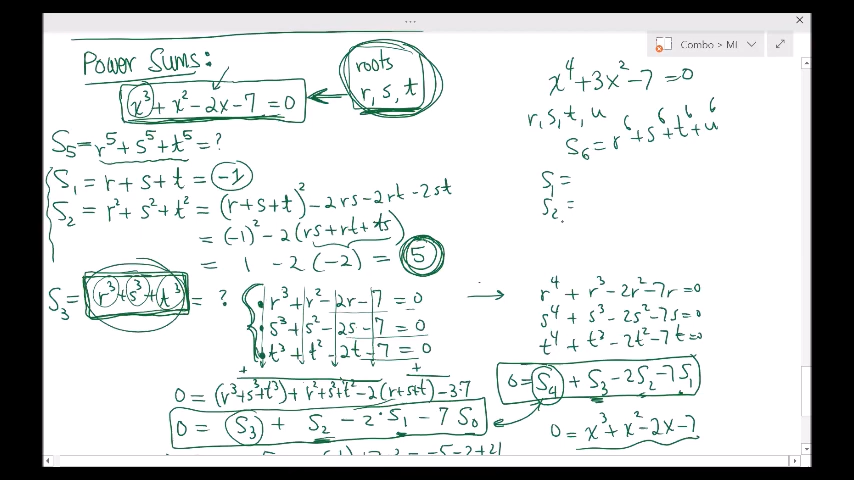 Power Sums:
x³ + x² - 2x - 7 = 0
roots
r, s, t
S₅ = r⁵ + s⁵ + t⁵ = ?
S₁ = r + s + t = -1
S₂ = r² + s² + t² = (r + s + t)² - 2rs - 2rt - 2st
= (-1)² - 2(rs + rt + ts)
= 1 - 2(-2) = 5
S₃ = r³ + s³ + t³ = ?
r³ + r² - 2r - 7 = 0
s³ + s² - 2s - 7 = 0
t³ + t² - 2t - 7 = 0
0 = (r³ + s³ + t³) + r² + s² + t² - 2(r + s + t) - 3·7
0 = S₃ + S₂ - 2·S₁ - 7 S₀
Combo > MI
x⁴ + 3x² - 7 = 0
r, s, t, u
S₆ = r⁶ + s⁶ + t⁶ + u⁶
S₁ =
S₂ =
r⁴ + r³ - 2r² - 7r = 0
s⁴ + s³ - 2s² - 7s = 0
t⁴ + t³ - 2t² - 7t = 0
0 = S₄ + S₃ - 2S₂ - 7S₁
0 = x³ + x² - 2x - 7